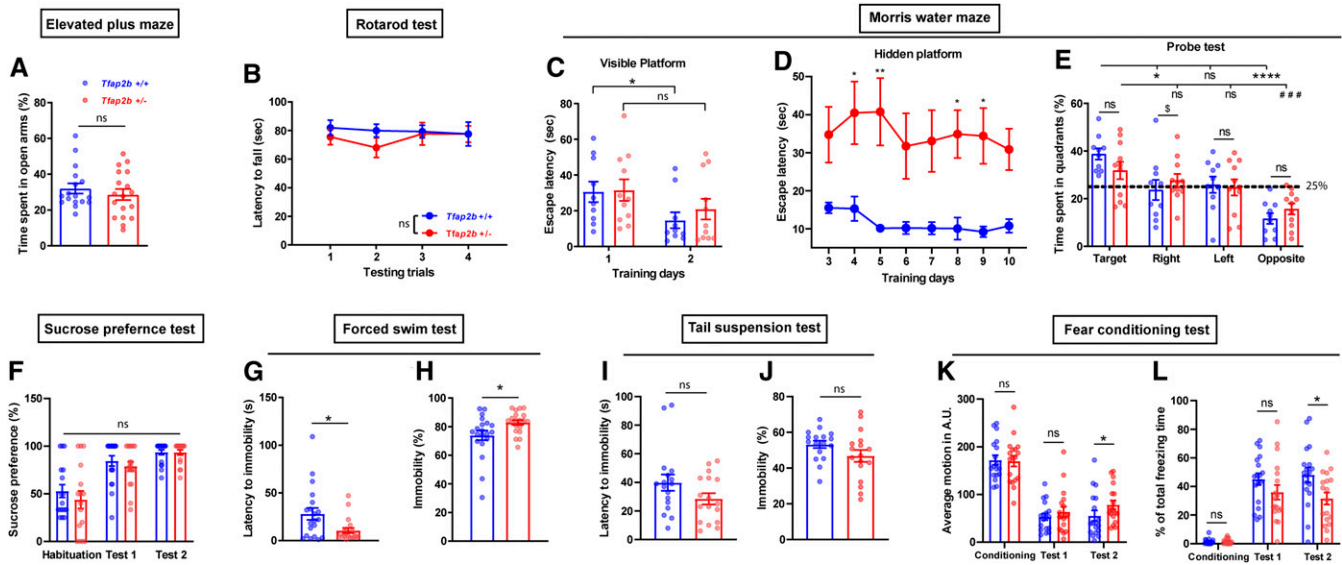 Elevated plus maze
Rotarod test
Morris water maze
A
Tfap2b +/+
Tfap2b +/-
ns
Time spent in open arms (%)
80
60
40
20
0
B
Latency to fall (sec)
100
80
60
40
20
0
ns
Tfap2b +/+
Tfap2b +/-
1 2 3 4
Testing trials
C
Visible Platform
*
ns
Escape latency (sec)
80
60
40
20
0
1 2
Training days
D
Hidden platform
* ** * *
Escape latency (sec)
50
40
30
20
10
3 4 5 6 7 8 9 10
Training days
E
Probe test
* ns ****
ns ns ###
ns $ ns ns
Time spent in quadrants (%)
60
40
20
0
25%
Target Right Left Opposite
Sucrose prefernce test
Forced swim test
Tail suspension test
Fear conditioning test
F
ns
Sucrose preference (%)
150
100
50
0
Habituation Test 1 Test 2
G
*
Latency to immobility (s)
150
100
50
0
H
*
Immobility (%)
100
80
60
40
20
0
I
ns
Latency to immobility (s)
100
80
60
40
20
0
J
ns
Immobility (%)
80
60
40
20
0
K
ns ns *
Average motion in A.U.
300
200
100
0
Conditioning Test 1 Test 2
L
ns ns *
% of total freezing time
100
80
60
40
20
0
Conditioning Test 1 Test 2